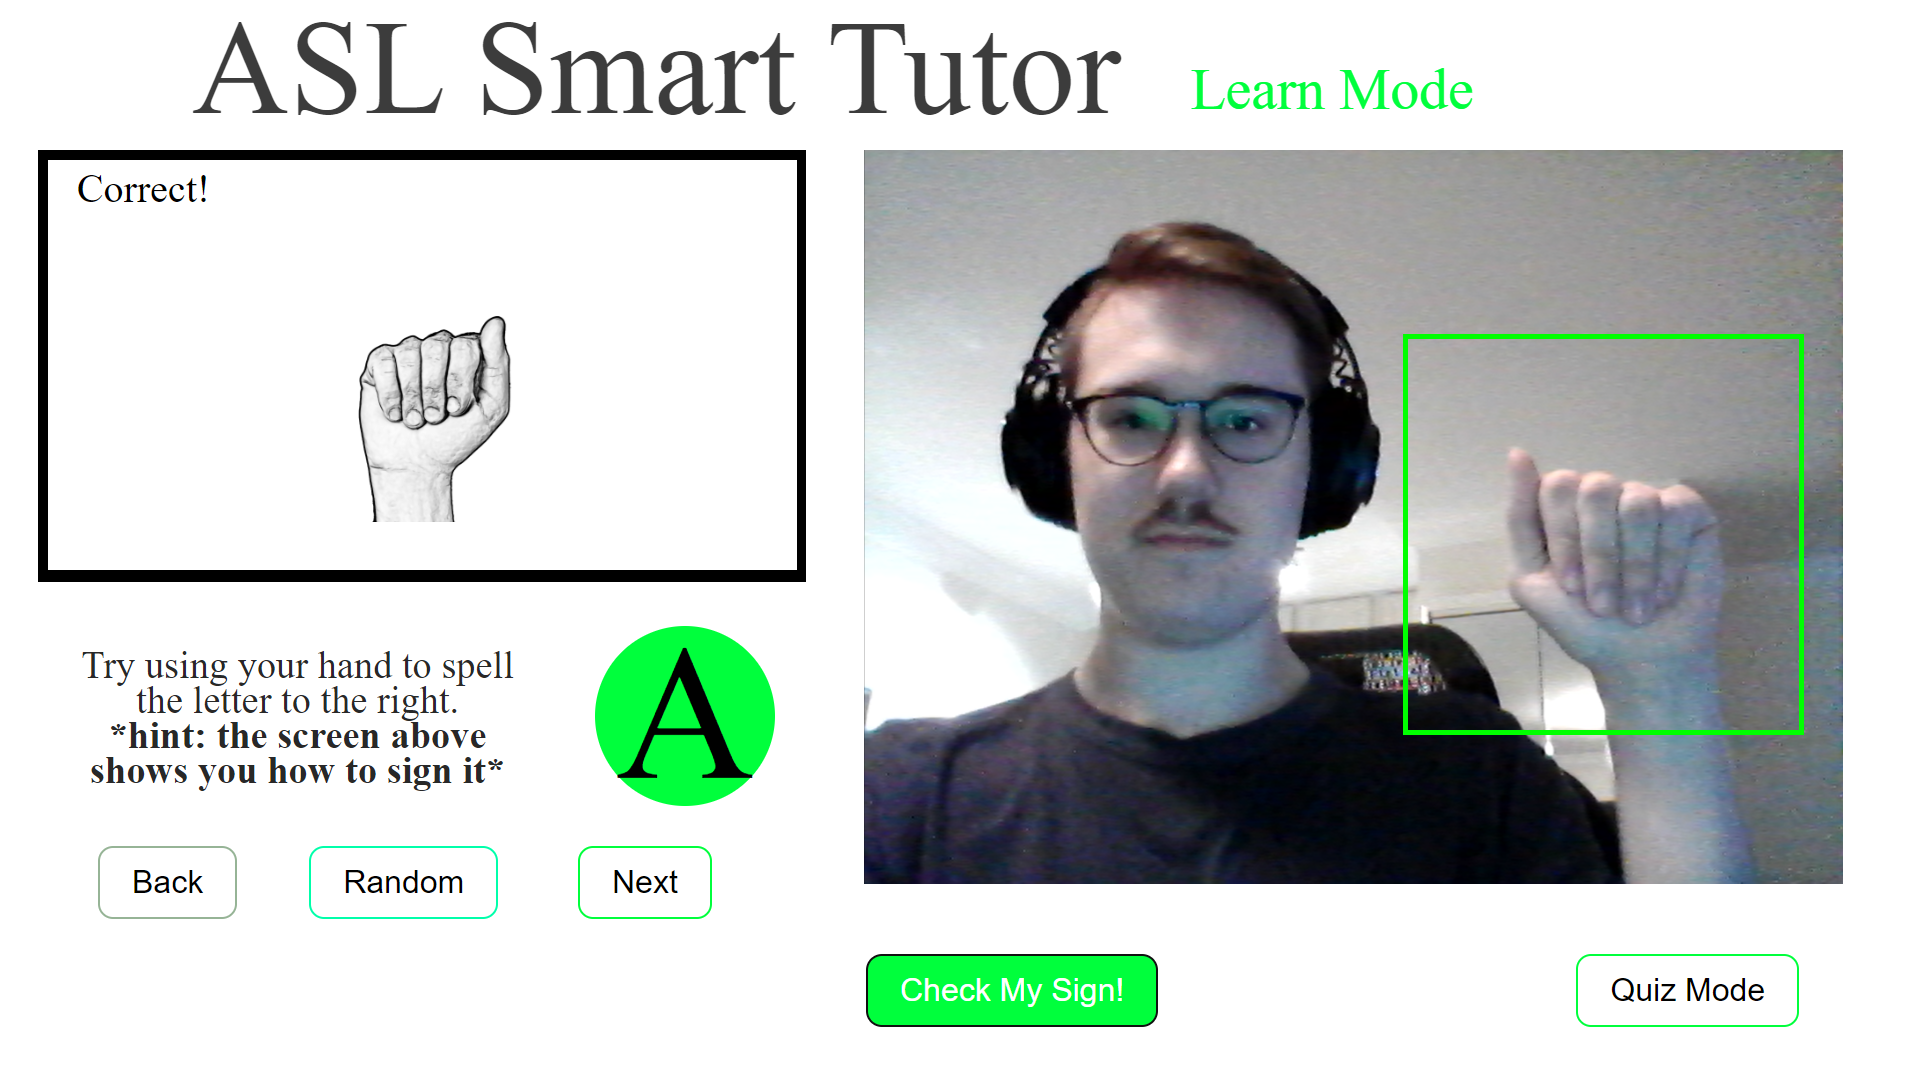 ASL Smart Tutor
Learn Mode
Correct!
Try using your hand to spell
the letter to the right.
*hint: the screen above
shows you how to sign it*
A
Back
Random
Next
Check My Sign!
Quiz Mode